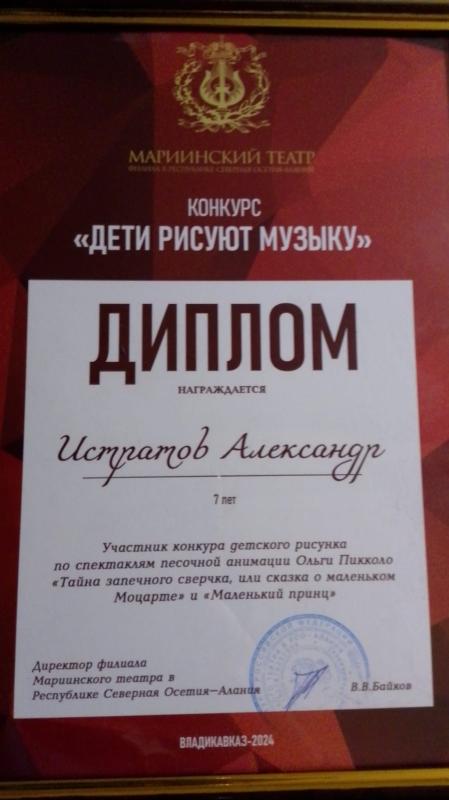 МАРИИНСКИЙ ТЕАТР
ФИЛИАЛ В РЕСПУБЛИКЕ СЕВЕРНАЯ ОСЕТИЯ-АЛАНИЯ
КОНКУРС
«ДЕТИ РИСУЮТ МУЗЫКУ»
ДИПЛОМ
НАГРАЖДАЕТСЯ
Истратов Александр
7 лет
Участник конкура детского рисунка
по спектаклям песочной анимации Ольги Пикколо
«Тайна запечного сверчка, или сказка о маленьком
Моцарте» и «Маленький принц»
Директор филиала
Мариинского театра в
Республике Северная Осетия—Алания
В.В.Байков
ВЛАДИКАВКАЗ-2024